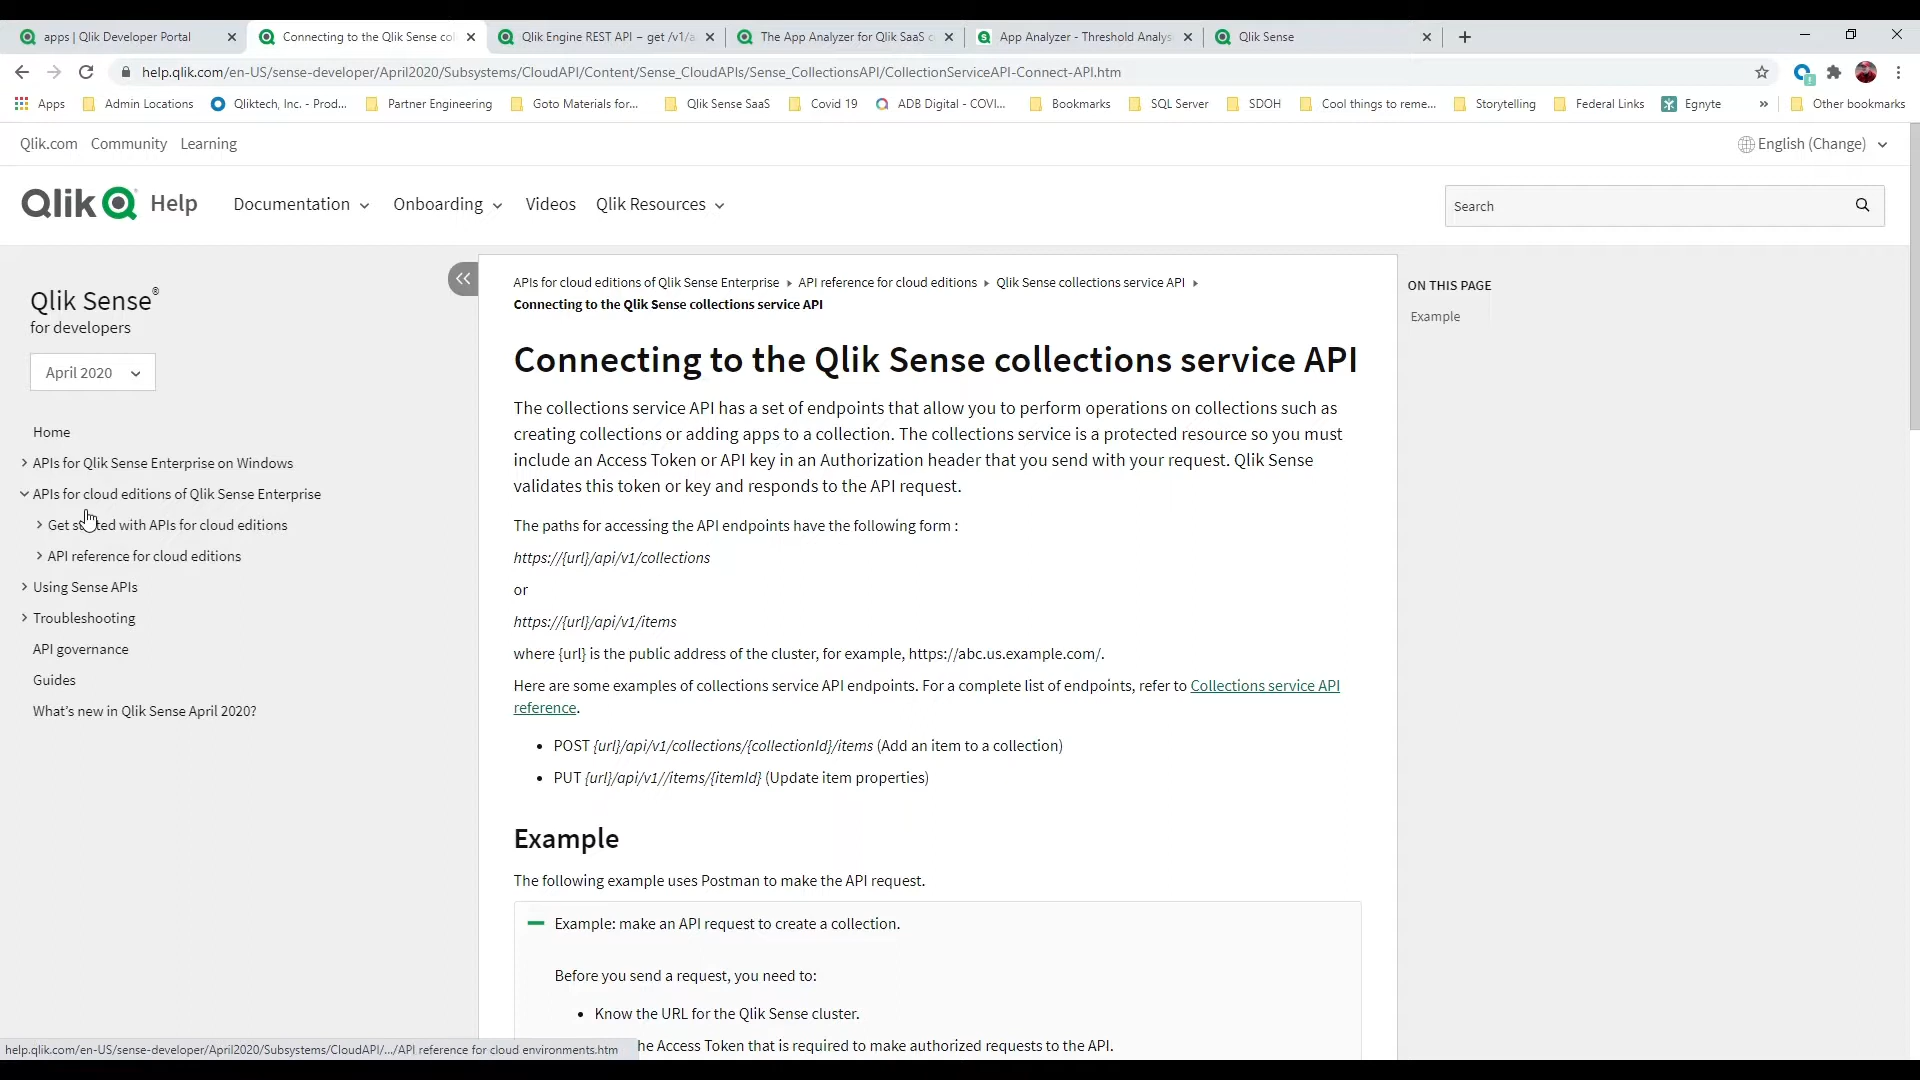 apps | Qlik Developer Portal
Connecting to the Qlik Sense col
Qlik Engine REST API – get /v1/a
The App Analyzer for Qlik SaaS c
App Analyzer - Threshold Analys
Qlik Sense
help.qlik.com/en-US/sense-developer/April2020/Subsystems/CloudAPI/Content/Sense_CloudAPIs/Sense_CollectionsAPI/CollectionServiceAPI-Connect-API.htm
Apps Admin Locations Qliktech, Inc. - Prod... Partner Engineering Goto Materials for... Qlik Sense SaaS Covid 19 ADB Digital - COVI... Bookmarks SQL Server SDOH Cool things to reme... Storytelling Federal Links Egnyte » Other bookmarks
Qlik.com Community Learning
English (Change)
Qlik Help
Documentation Onboarding Videos Qlik Resources
Search
Qlik Sense®
for developers
April 2020
Home
APIs for Qlik Sense Enterprise on Windows
APIs for cloud editions of Qlik Sense Enterprise
Get st ted with APIs for cloud editions
API reference for cloud editions
Using Sense APIs
Troubleshooting
API governance
Guides
What's new in Qlik Sense April 2020?
APIs for cloud editions of Qlik Sense Enterprise ▸ API reference for cloud editions ▸ Qlik Sense collections service API ▸
Connecting to the Qlik Sense collections service API
Connecting to the Qlik Sense collections service API
The collections service API has a set of endpoints that allow you to perform operations on collections such as
creating collections or adding apps to a collection. The collections service is a protected resource so you must
include an Access Token or API key in an Authorization header that you send with your request. Qlik Sense
validates this token or key and responds to the API request.
The paths for accessing the API endpoints have the following form :
https://{url}/api/v1/collections
or
https://{url}/api/v1/items
where {url} is the public address of the cluster, for example, https://abc.us.example.com/.
Here are some examples of collections service API endpoints. For a complete list of endpoints, refer to Collections service API
reference.
• POST {url}/api/v1/collections/{collectionId}/items (Add an item to a collection)
• PUT {url}/api/v1//items/{itemId} (Update item properties)
Example
The following example uses Postman to make the API request.
Example: make an API request to create a collection.
Before you send a request, you need to:
• Know the URL for the Qlik Sense cluster.
he Access Token that is required to make authorized requests to the API.
ON THIS PAGE
Example
help.qlik.com/en-US/sense-developer/April2020/Subsystems/CloudAPI/.../API reference for cloud environments.htm